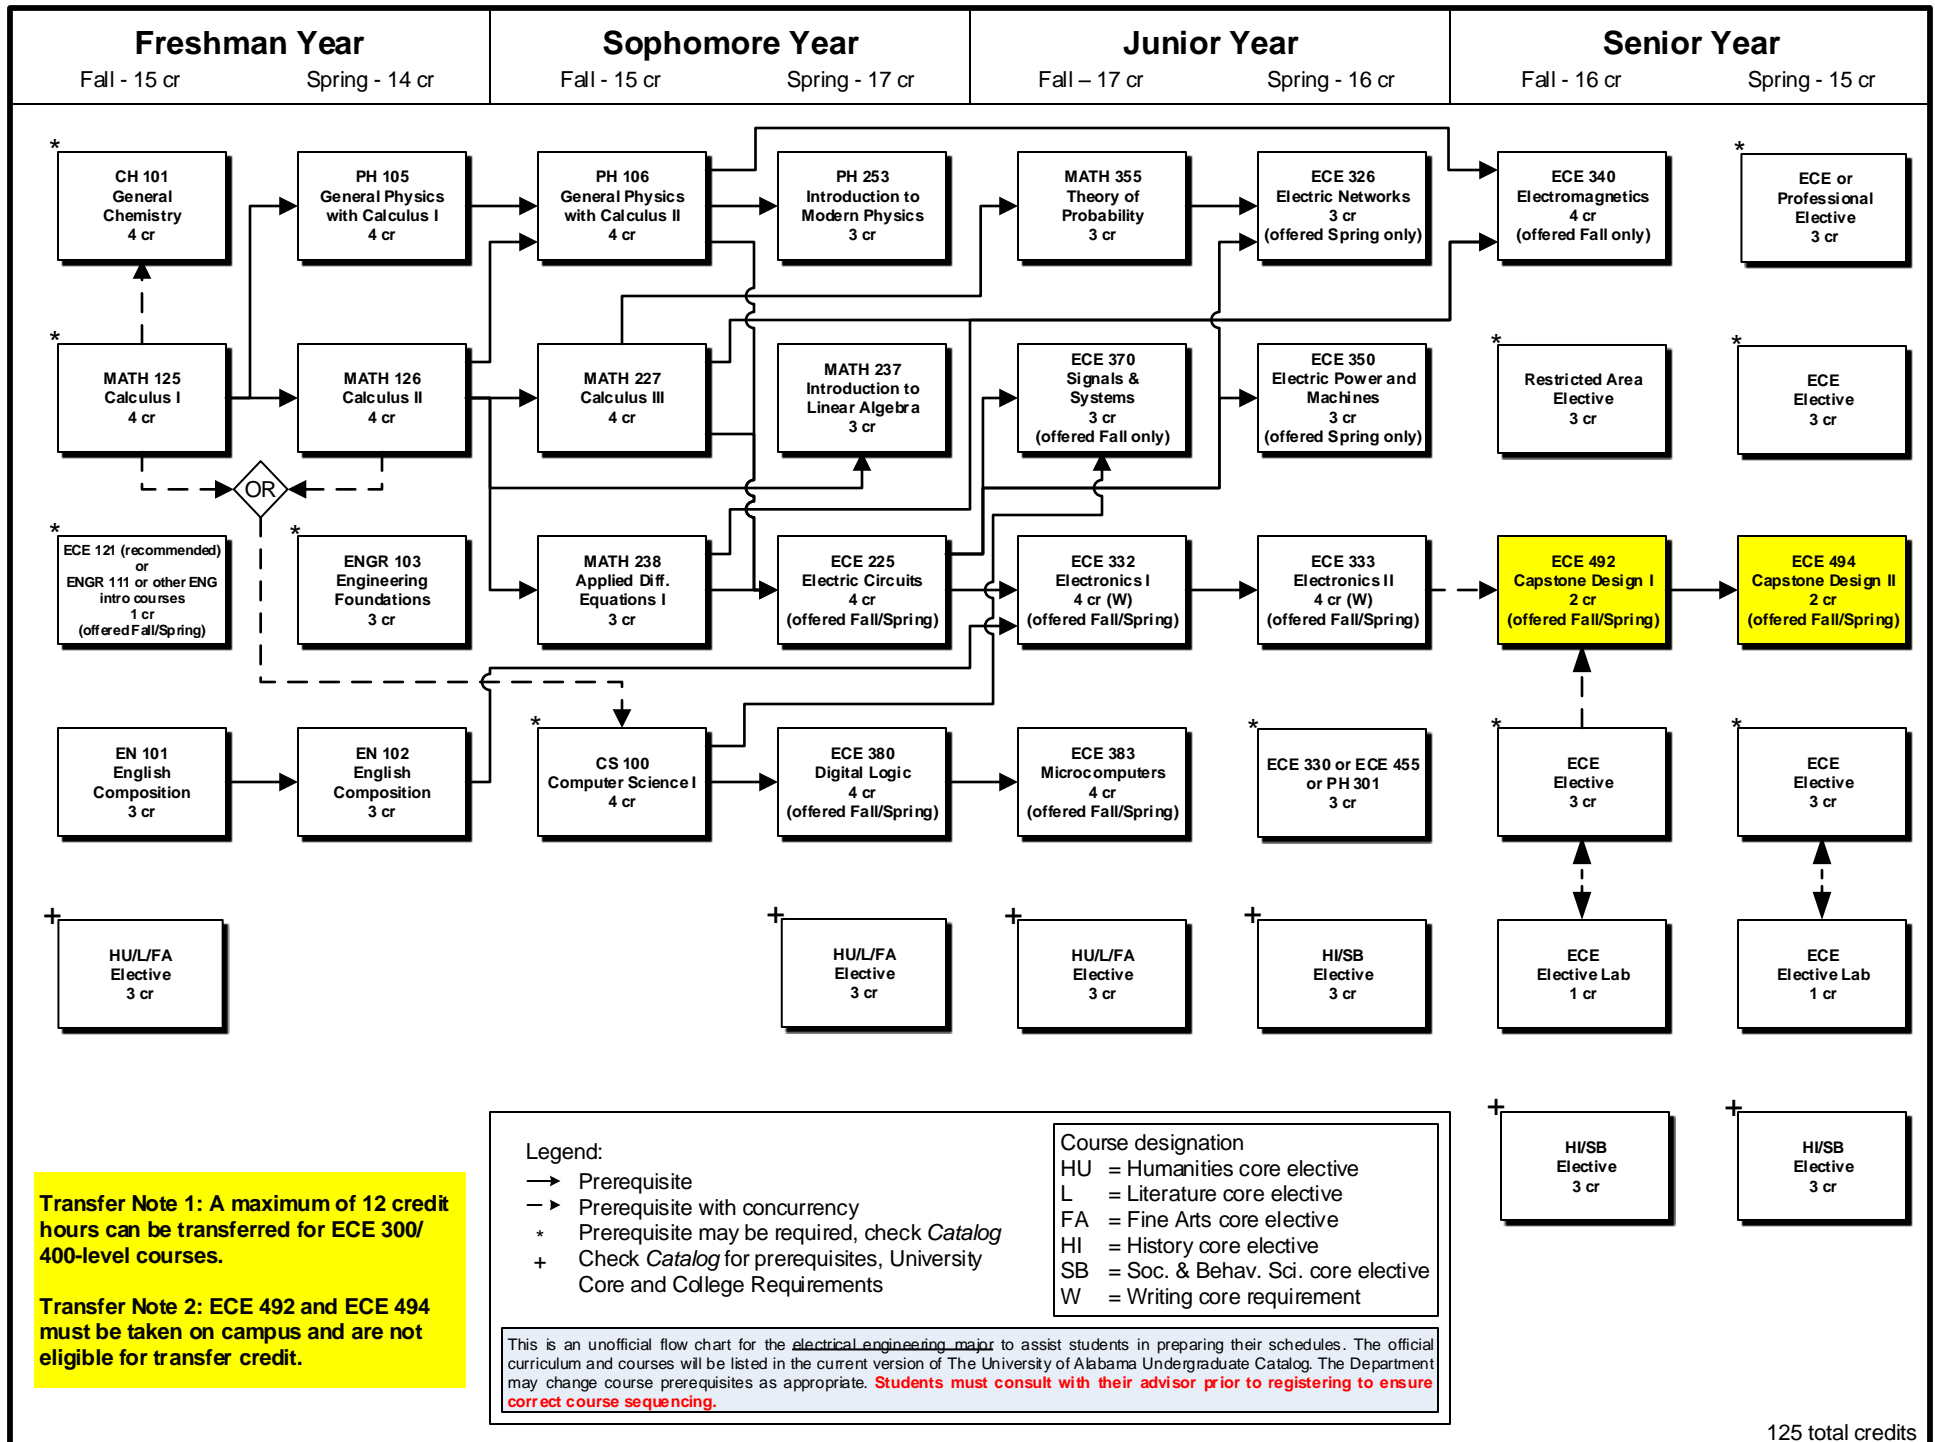 Freshman Year
Fall - 15 cr
Spring - 14 cr
Sophomore Year
Fall - 15 cr
Spring - 17 cr
Junior Year
Fall – 17 cr
Spring - 16 cr
Senior Year
Fall - 16 cr
Spring - 15 cr
*
CH 101
General
Chemistry
4 cr
PH 105
General Physics
with Calculus I
4 cr
PH 106
General Physics
with Calculus II
4 cr
PH 253
Introduction to
Modern Physics
3 cr
MATH 355
Theory of
Probability
3 cr
ECE 326
Electric Networks
3 cr
(offered Spring only)
ECE 340
Electromagnetics
4 cr
(offered Fall only)
*
ECE or
Professional
Elective
3 cr
*
MATH 125
Calculus I
4 cr
MATH 126
Calculus II
4 cr
MATH 227
Calculus III
4 cr
MATH 237
Introduction to
Linear Algebra
3 cr
ECE 370
Signals &
Systems
3 cr
(offered Fall only)
ECE 350
Electric Power and
Machines
3 cr
(offered Spring only)
*
Restricted Area
Elective
3 cr
*
ECE
Elective
3 cr
OR
*
ECE 121 (recommended)
or
ENGR 111 or other ENG
intro courses
1 cr
(offered Fall/Spring)
*
ENGR 103
Engineering
Foundations
3 cr
MATH 238
Applied Diff.
Equations I
3 cr
ECE 225
Electric Circuits
4 cr
(offered Fall/Spring)
ECE 332
Electronics I
4 cr (W)
(offered Fall/Spring)
ECE 333
Electronics II
4 cr (W)
(offered Fall/Spring)
ECE 492
Capstone Design I
2 cr
(offered Fall/Spring)
ECE 494
Capstone Design II
2 cr
(offered Fall/Spring)
EN 101
English
Composition
3 cr
EN 102
English
Composition
3 cr
*
CS 100
Computer Science I
4 cr
ECE 380
Digital Logic
4 cr
(offered Fall/Spring)
ECE 383
Microcomputers
4 cr
(offered Fall/Spring)
*
ECE 330 or ECE 455
or PH 301
3 cr
*
ECE
Elective
3 cr
*
ECE
Elective
3 cr
+
HU/L/FA
Elective
3 cr
+
HU/L/FA
Elective
3 cr
+
HU/L/FA
Elective
3 cr
+
HI/SB
Elective
3 cr
ECE
Elective Lab
1 cr
ECE
Elective Lab
1 cr
+
HI/SB
Elective
3 cr
+
HI/SB
Elective
3 cr
Transfer Note 1: A maximum of 12 credit
hours can be transferred for ECE 300/
400-level courses.
Transfer Note 2: ECE 492 and ECE 494
must be taken on campus and are not
eligible for transfer credit.
Legend:
Prerequisite
Prerequisite with concurrency
* Prerequisite may be required, check Catalog
+ Check Catalog for prerequisites, University
Core and College Requirements
Course designation
HU = Humanities core elective
L = Literature core elective
FA = Fine Arts core elective
HI = History core elective
SB = Soc. & Behav. Sci. core elective
W = Writing core requirement
This is an unofficial flow chart for the electrical engineering major to assist students in preparing their schedules. The official
curriculum and courses will be listed in the current version of The University of Alabama Undergraduate Catalog. The Department
may change course prerequisites as appropriate. Students must consult with their advisor prior to registering to ensure
correct course sequencing.
125 total credits